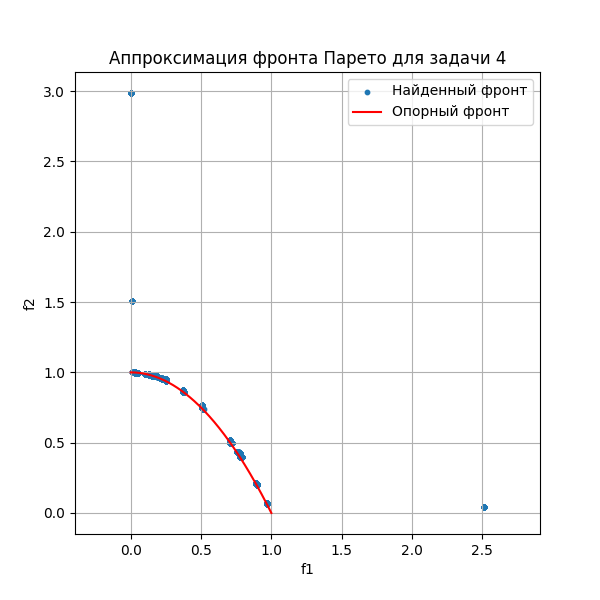 Аппроксимация фронта Парето для задачи 4
Найденный фронт
Опорный фронт
3.0
2.5
2.0
1.5
1.0
0.5
0.0
f2
0.0 0.5 1.0 1.5 2.0 2.5
f1